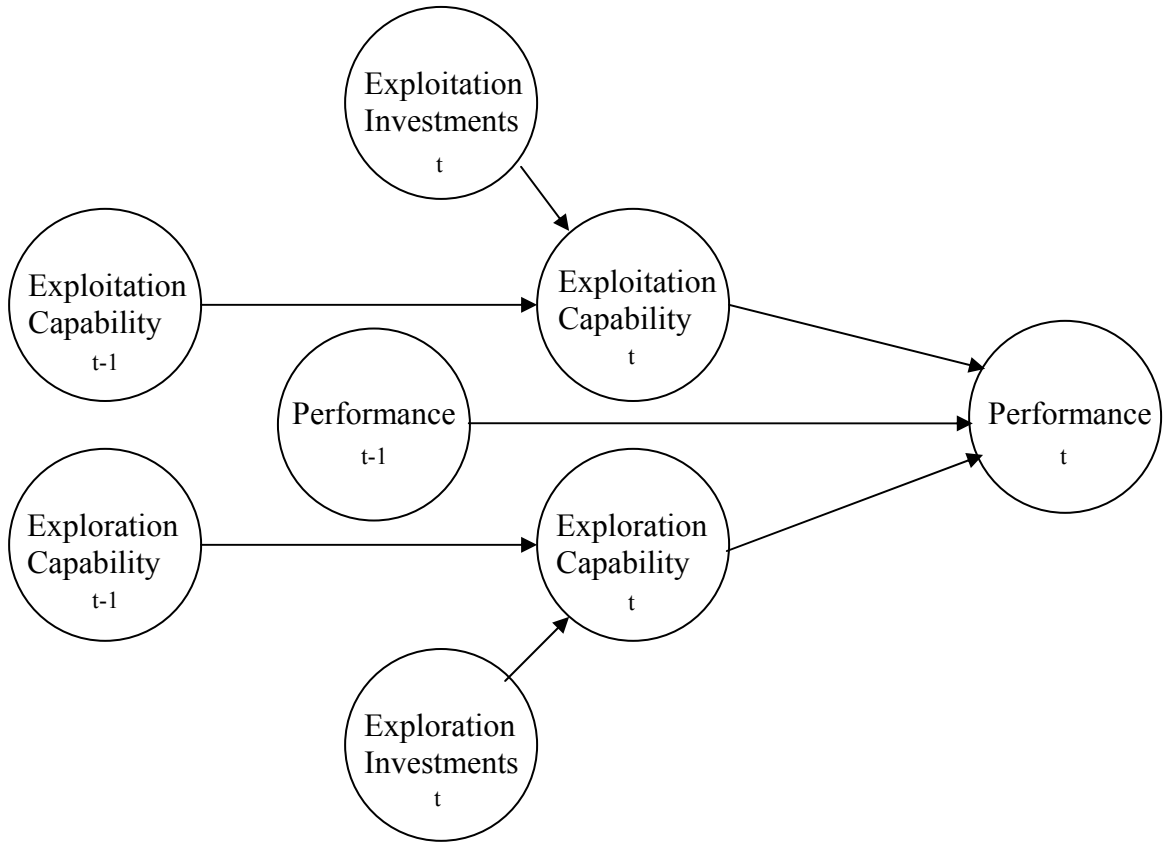 Exploitation
Investments
t
Exploitation
Capability
t-1
Exploitation
Capability
t
Performance
t-1
Performance
t
Exploration
Capability
t-1
Exploration
Capability
t
Exploration
Investments
t